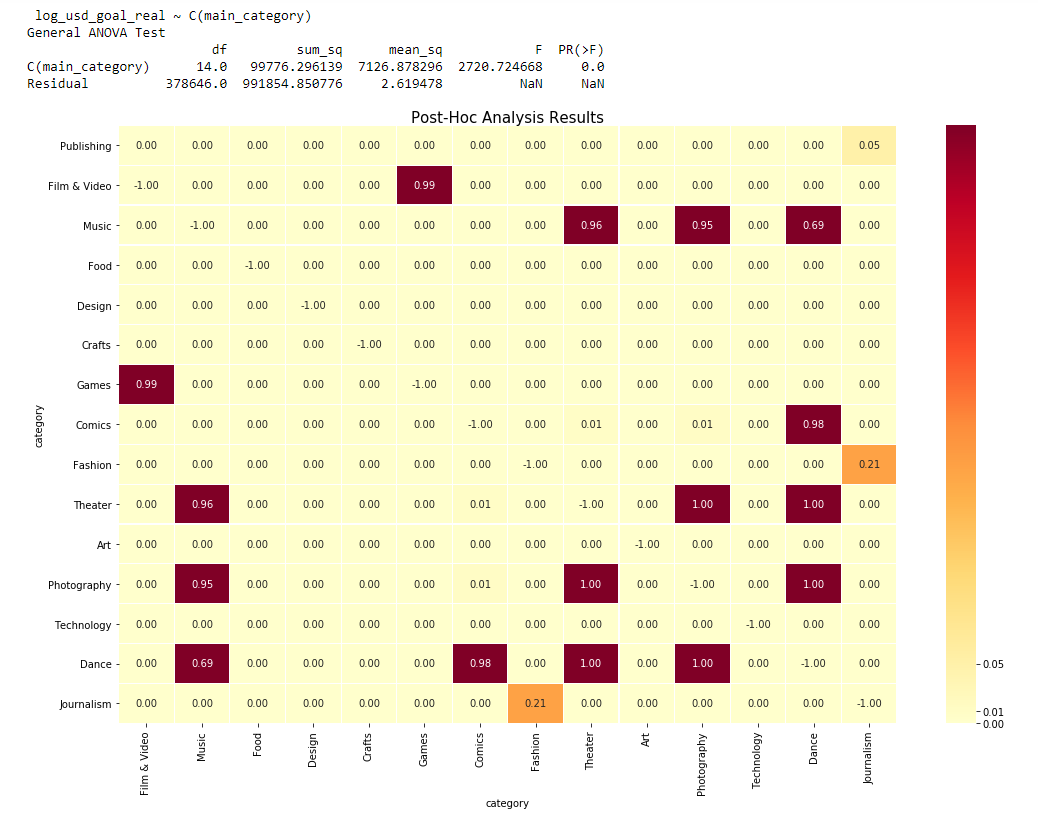 log_usd_goal_real ~ C(main_category)
General ANOVA Test
df sum_sq mean_sq F PR(>F)
C(main_category) 14.0 99776.296139 7126.878296 2720.724668 0.0
Residual 378646.0 991854.850776 2.619478 NaN NaN
Post-Hoc Analysis Results
Publishing 0.00 0.00 0.00 0.00 0.00 0.00 0.00 0.00 0.00 0.00 0.00 0.00 0.00 0.05
Film & Video -1.00 0.00 0.00 0.00 0.00 0.99 0.00 0.00 0.00 0.00 0.00 0.00 0.00 0.00
Music 0.00 -1.00 0.00 0.00 0.00 0.00 0.00 0.00 0.96 0.00 0.95 0.00 0.69 0.00
Food 0.00 0.00 -1.00 0.00 0.00 0.00 0.00 0.00 0.00 0.00 0.00 0.00 0.00 0.00
Design 0.00 0.00 0.00 -1.00 0.00 0.00 0.00 0.00 0.00 0.00 0.00 0.00 0.00 0.00
Crafts 0.00 0.00 0.00 0.00 -1.00 0.00 0.00 0.00 0.00 0.00 0.00 0.00 0.00 0.00
Games 0.99 0.00 0.00 0.00 0.00 -1.00 0.00 0.00 0.00 0.00 0.00 0.00 0.00 0.00
Comics 0.00 0.00 0.00 0.00 0.00 0.00 -1.00 0.00 0.01 0.00 0.01 0.00 0.98 0.00
Fashion 0.00 0.00 0.00 0.00 0.00 0.00 0.00 -1.00 0.00 0.00 0.00 0.00 0.00 0.21
Theater 0.00 0.96 0.00 0.00 0.00 0.00 0.01 0.00 -1.00 0.00 1.00 0.00 1.00 0.00
Art 0.00 0.00 0.00 0.00 0.00 0.00 0.00 0.00 0.00 -1.00 0.00 0.00 0.00 0.00
Photography 0.00 0.95 0.00 0.00 0.00 0.00 0.01 0.00 1.00 0.00 -1.00 0.00 1.00 0.00
Technology 0.00 0.00 0.00 0.00 0.00 0.00 0.00 0.00 0.00 0.00 0.00 -1.00 0.00 0.00
Dance 0.00 0.69 0.00 0.00 0.00 0.00 0.98 0.00 1.00 0.00 1.00 0.00 -1.00 0.00
Journalism 0.00 0.00 0.00 0.00 0.00 0.00 0.00 0.21 0.00 0.00 0.00 0.00 0.00 -1.00
category
Film & Video Music Food Design Crafts Games Comics Fashion Theater Art Photography Technology Dance Journalism
category
0.05
0.01
0.00